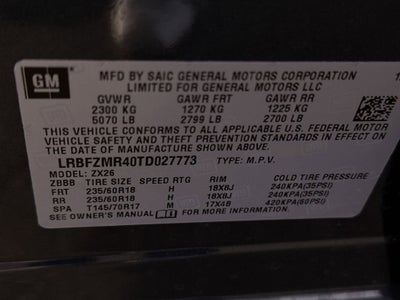 GM
MFD BY SAIC GENERAL MOTORS CORPORATION
LIMITED FOR GENERAL MOTORS LLC
GVWR GAWR FRT GAWR RR
2300 KG 1270 KG 1225 KG
5070 LB 2799 LB 2700 LB
THIS VEHICLE CONFORMS TO ALL APPLICABLE U.S. FEDERAL MOTOR
VEHICLE SAFETY AND THEFT PREVENTION STANDARDS IN EFFECT
ON THE DATE OF MANUFACTURE SHOWN ABOVE.
LRBFZMR40TD027773 TYPE: M.P.V.
MODEL: ZX26
ZBBB TIRE SIZE SPEED RTG RIM COLD TIRE PRESSURE
FRT 235/60R18 H 18X8J 240KPA(35PSI)
RR 235/60R18 H 18X8J 240KPA(35PSI)
SPA T145/70R17 M 17X4B 420KPA(60PSI)
SEE OWNER'S MANUAL FOR MORE INFORMATION.